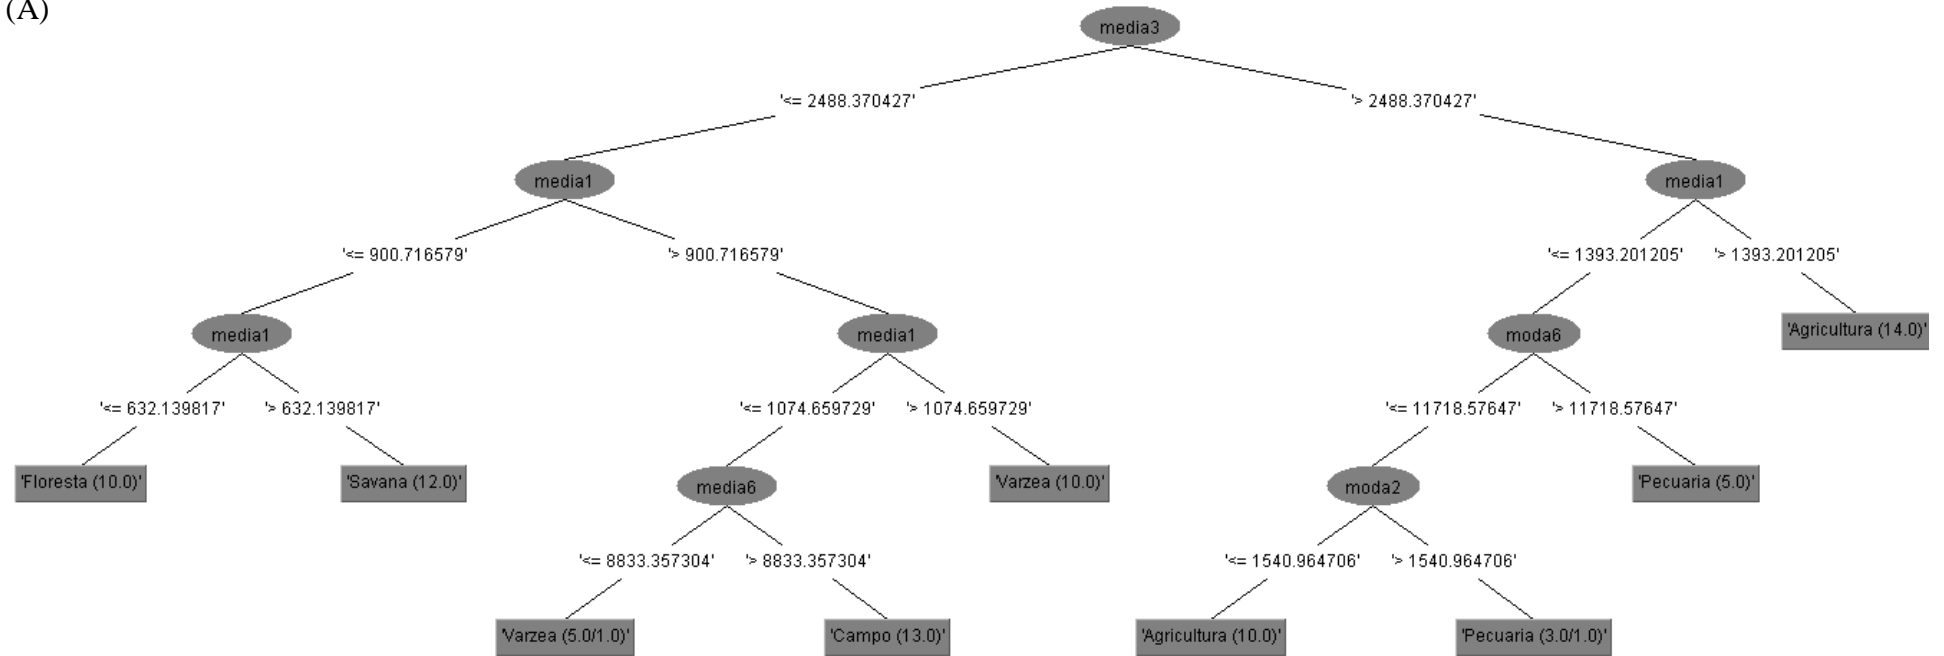 (A)
media3
'<= 2488.370427'
'> 2488.370427'
media1
media1
'<= 900.716579'
'> 900.716579'
'<= 1393.201205'
'> 1393.201205'
media1
media1
moda6
'Agricultura (14.0)'
'<= 632.139817'
'> 632.139817'
'<= 1074.659729'
'> 1074.659729'
'<= 11718.57647'
'> 11718.57647'
'Floresta (10.0)'
'Savana (12.0)'
media6
'Varzea (10.0)'
moda2
'Pecuaria (5.0)'
'<= 8833.357304'
'> 8833.357304'
'<= 1540.964706'
'> 1540.964706'
'Varzea (5.0/1.0)'
'Campo (13.0)'
'Agricultura (10.0)'
'Pecuaria (3.0/1.0)'